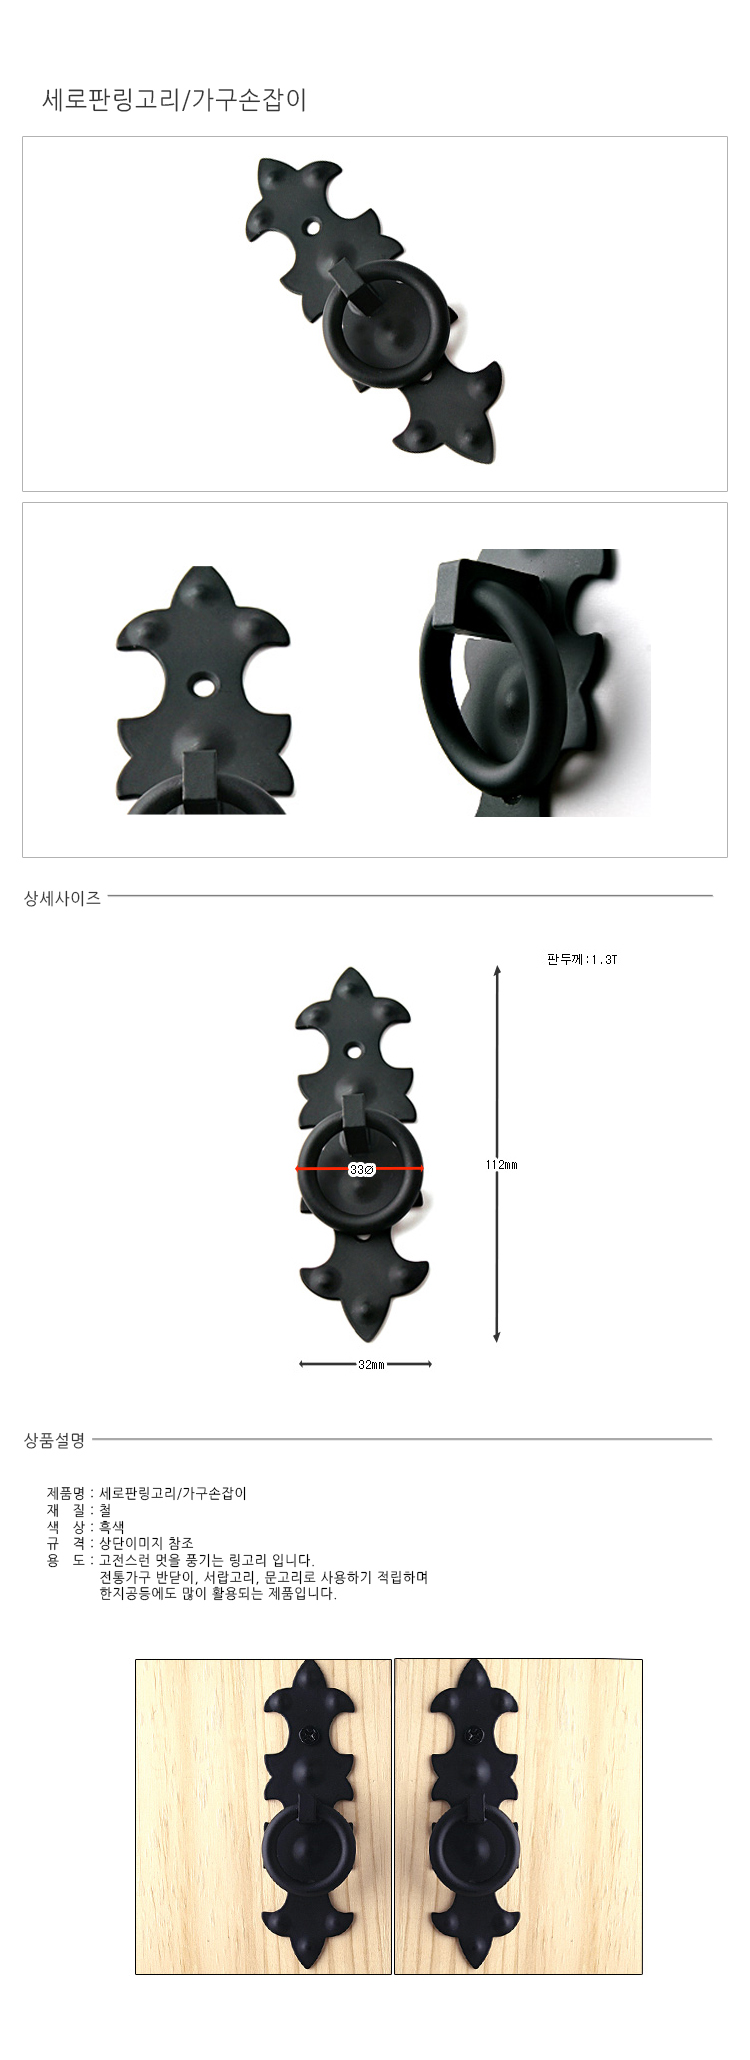 세로판링고리/가구손잡이
상세사이즈
판두께:1.3T
33Ø
112mm
32mm
상품설명
제품명 : 세로판링고리/가구손잡이
재 질 : 철
색 상 : 흑색
규 격 : 상단이미지 참조
용 도 : 고전스런 멋을 풍기는 링고리 입니다.
전통가구 반닫이, 서랍고리, 문고리로 사용하기 적립하며
한지공등에도 많이 활용되는 제품입니다.